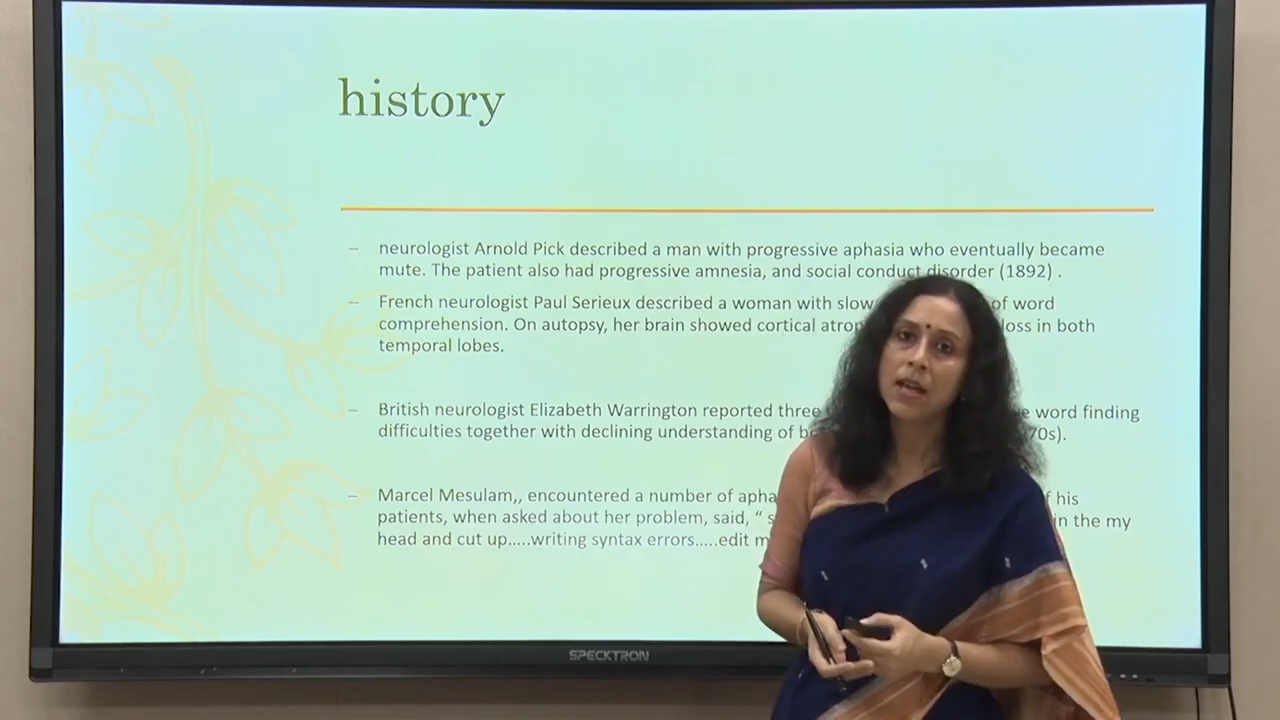 history
– neurologist Arnold Pick described a man with progressive aphasia who eventually became
mute. The patient also had progressive amnesia, and social conduct disorder (1892) .
– French neurologist Paul Serieux described a woman with slow of word
comprehension. On autopsy, her brain showed cortical loss in both
temporal lobes.
– British neurologist Elizabeth Warrington reported three word finding
difficulties together with declining understanding of
– Marcel Mesulam,, encountered a number of his
patients, when asked about her problem, said, “ in the my
head and cut up.....writing syntax errors.....edit
SPECKTRON